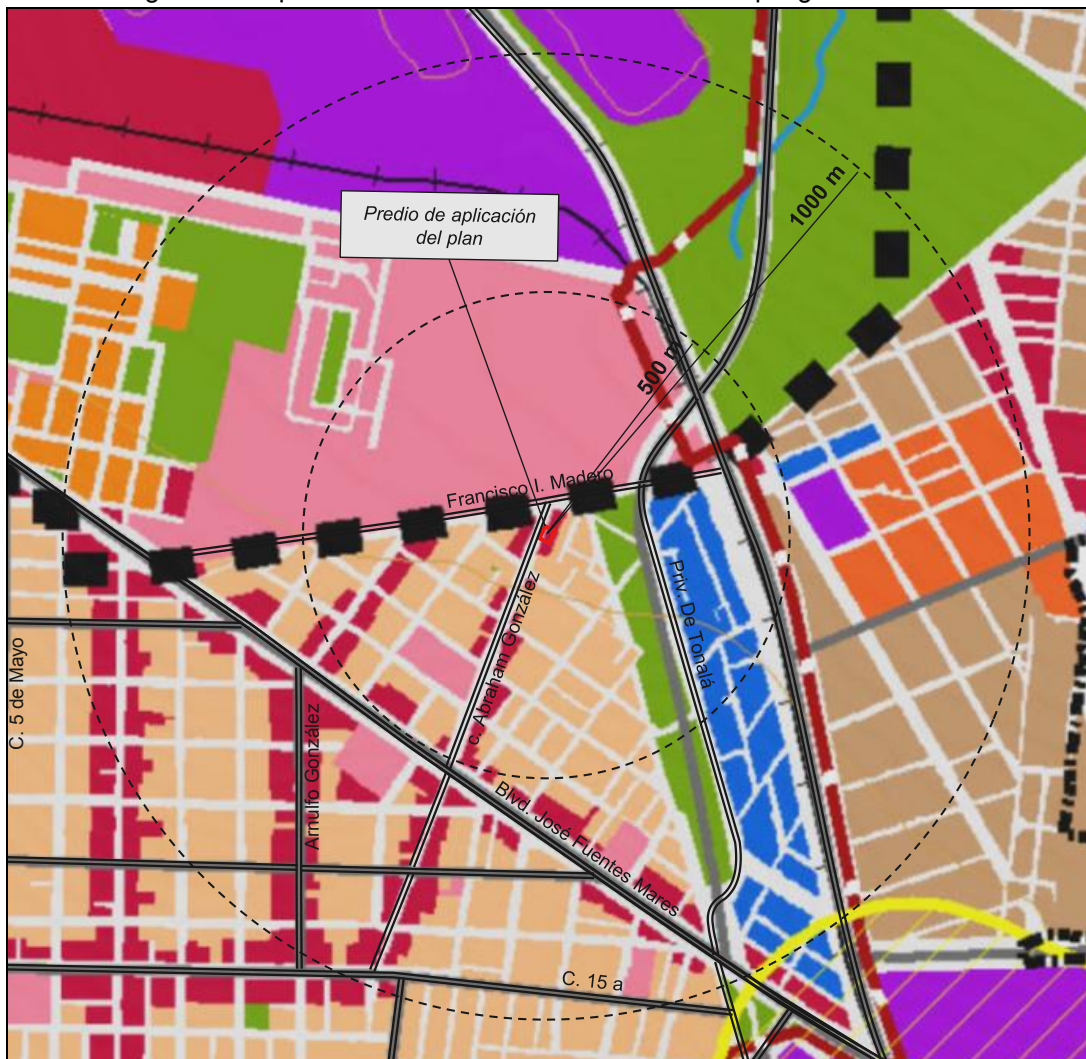 1000 m
Predio de aplicación
del plan
500 m
Francisco I. Madero
Priv. De Tonalá
c. Abraham González
C. 5 de Mayo
Arnulfo González
Blvd. José Fuentes Mares
C. 15 a